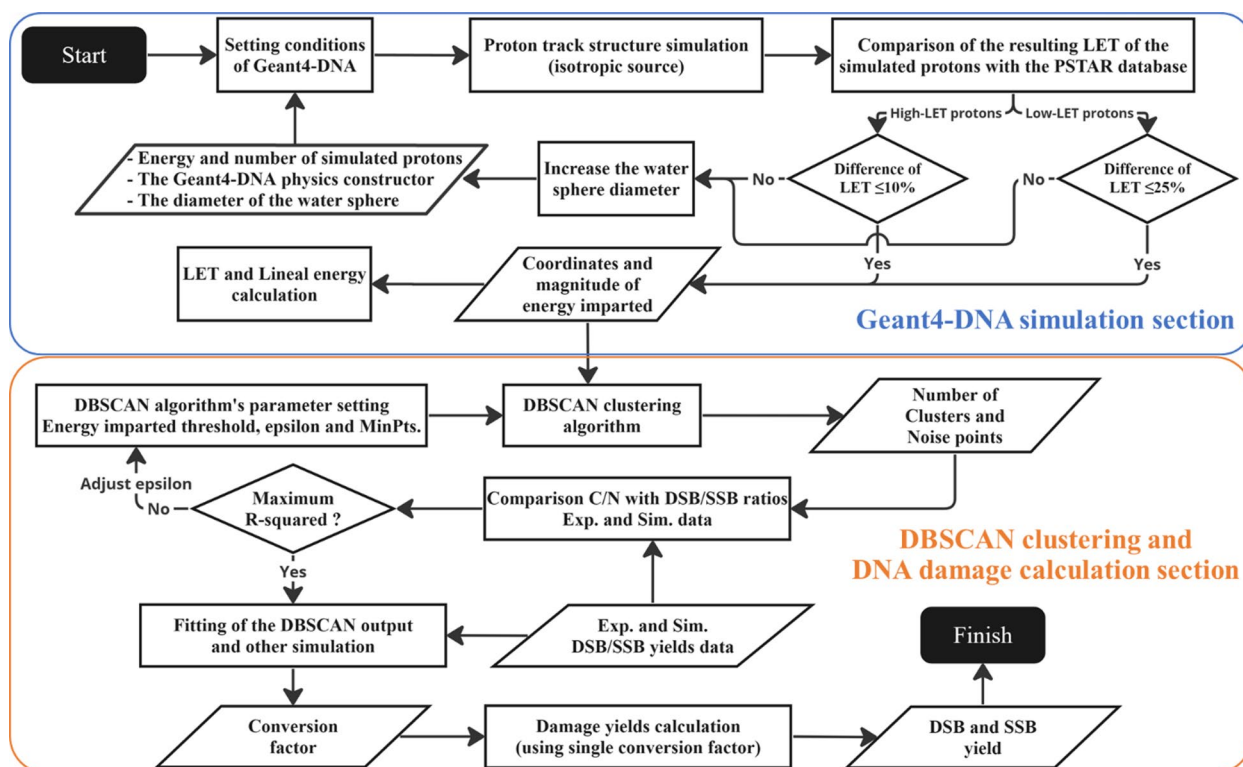 Start
Setting conditions
of Geant4-DNA
Proton track structure simulation
(isotropic source)
Comparison of the resulting LET of the
simulated protons with the PSTAR database
High-LET protons
Low-LET protons
- Energy and number of simulated protons
- The Geant4-DNA physics constructor
- The diameter of the water sphere
Increase the water
sphere diameter
No
Difference of
LET ≤10%
No
Difference of
LET ≤25%
Yes
Yes
LET and Lineal energy
calculation
Coordinates and
magnitude of
energy imparted
Geant4-DNA simulation section
DBSCAN algorithm's parameter setting
Energy imparted threshold, epsilon and MinPts.
DBSCAN clustering
algorithm
Number of
Clusters and
Noise points
Adjust epsilon
No
Maximum
R-squared ?
Comparison C/N with DSB/SSB ratios
Exp. and Sim. data
DBSCAN clustering and
DNA damage calculation section
Yes
Fitting of the DBSCAN output
and other simulation
Exp. and Sim.
DSB/SSB yields data
Finish
Conversion
factor
Damage yields calculation
(using single conversion factor)
DSB and SSB
yield